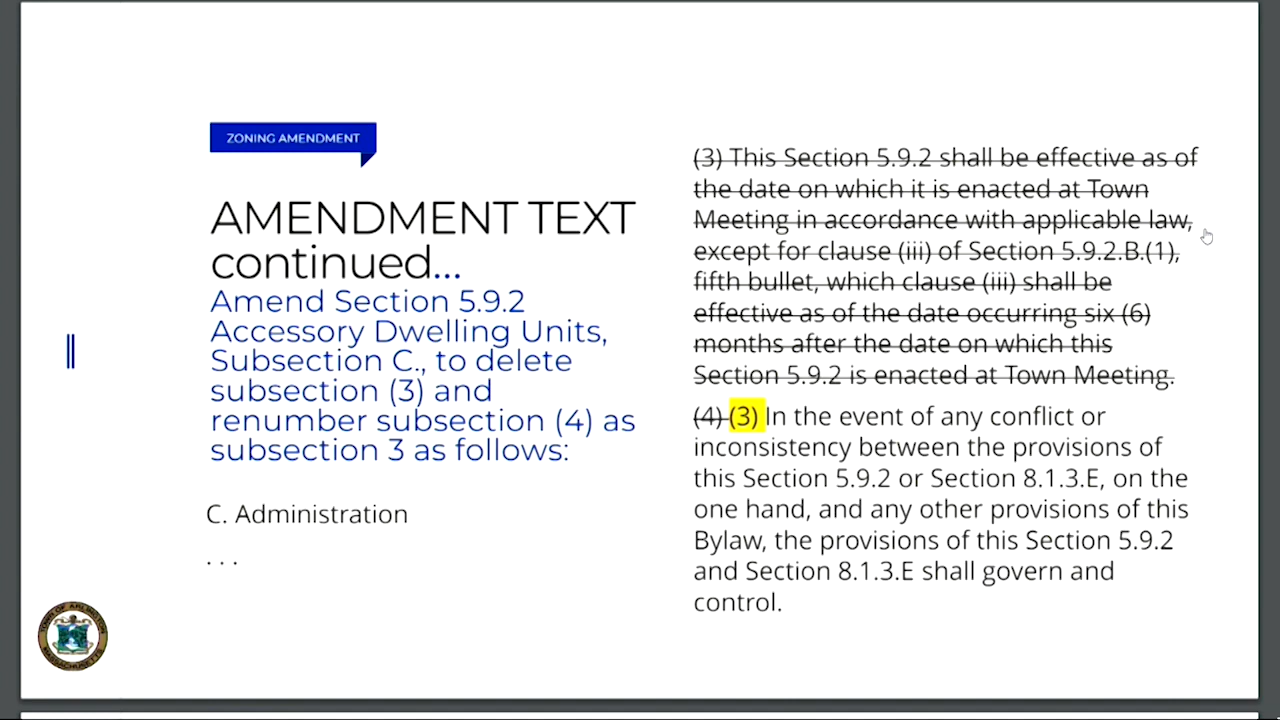 ZONING AMENDMENT
AMENDMENT TEXT
continued...
Amend Section 5.9.2
Accessory Dwelling Units,
Subsection C., to delete
subsection (3) and
renumber subsection (4) as
subsection 3 as follows:
C. Administration
. . .
(3) This Section 5.9.2 shall be effective as of
the date on which it is enacted at Town
Meeting in accordance with applicable law,
except for clause (iii) of Section 5.9.2.B.(1),
fifth bullet, which clause (iii) shall be
effective as of the date occurring six (6)
months after the date on which this
Section 5.9.2 is enacted at Town Meeting.
(4) (3) In the event of any conflict or
inconsistency between the provisions of
this Section 5.9.2 or Section 8.1.3.E, on the
one hand, and any other provisions of this
Bylaw, the provisions of this Section 5.9.2
and Section 8.1.3.E shall govern and
control.
TOWN OF ARLINGTON
MASSACHUSETTS